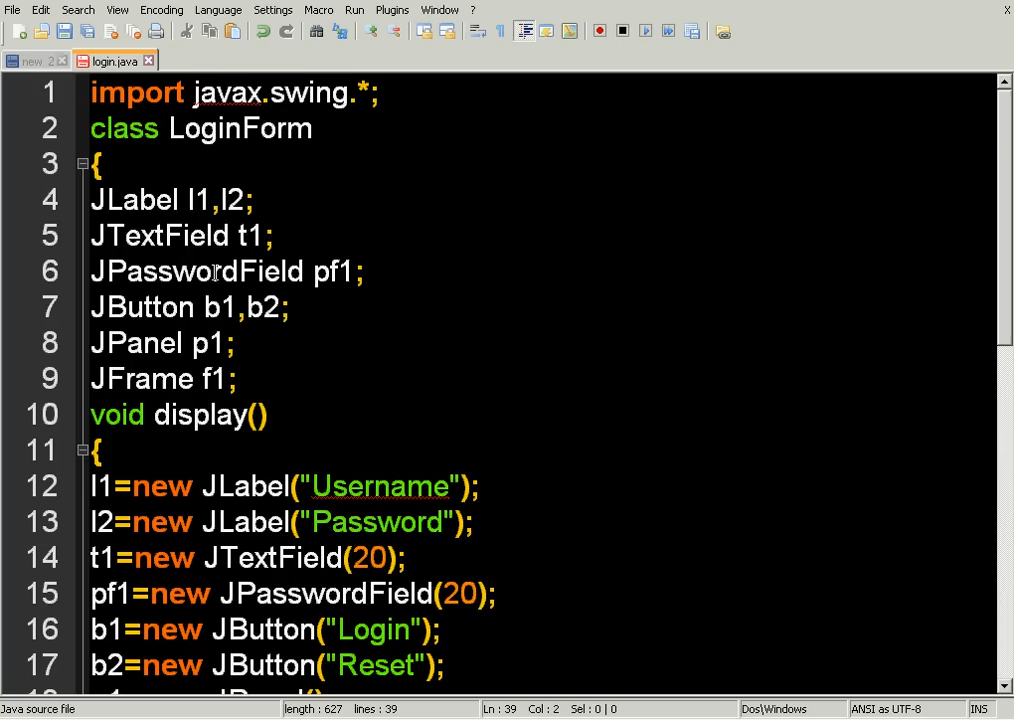 File Edit Search View Encoding Language Settings Macro Run Plugins Window ? X
new 2 login.java
1 import javax.swing.*;
2 class LoginForm
3 {
4 JLabel l1,l2;
5 JTextField t1;
6 JPasswordField pf1;
7 JButton b1,b2;
8 JPanel p1;
9 JFrame f1;
10 void display()
11 {
12 l1=new JLabel("Username");
13 l2=new JLabel("Password");
14 t1=new JTextField(20);
15 pf1=new JPasswordField(20);
16 b1=new JButton("Login");
17 b2=new JButton("Reset");
Java source file length : 627 lines : 39 Ln : 39 Col : 2 Sel : 0 | 0 Dos\Windows ANSI as UTF-8 INS